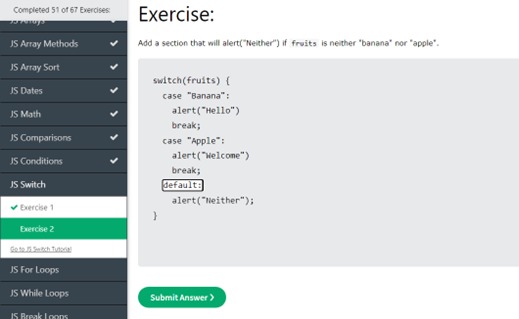 Completed 51 of 67 Exercises:
JS Arrays
JS Array Methods
JS Array Sort
JS Dates
JS Math
JS Comparisons
JS Conditions
JS Switch
Exercise 1
Exercise 2
Go to JS Switch Tutorial
JS For Loops
JS While Loops
JS Break Loops
Exercise:
Add a section that will alert("Neither") if fruits is neither "banana" nor "apple".
switch(fruits) {
case "Banana":
alert("Hello")
break;
case "Apple":
alert("Welcome")
break;
default:
alert("Neither");
}
Submit Answer ❯